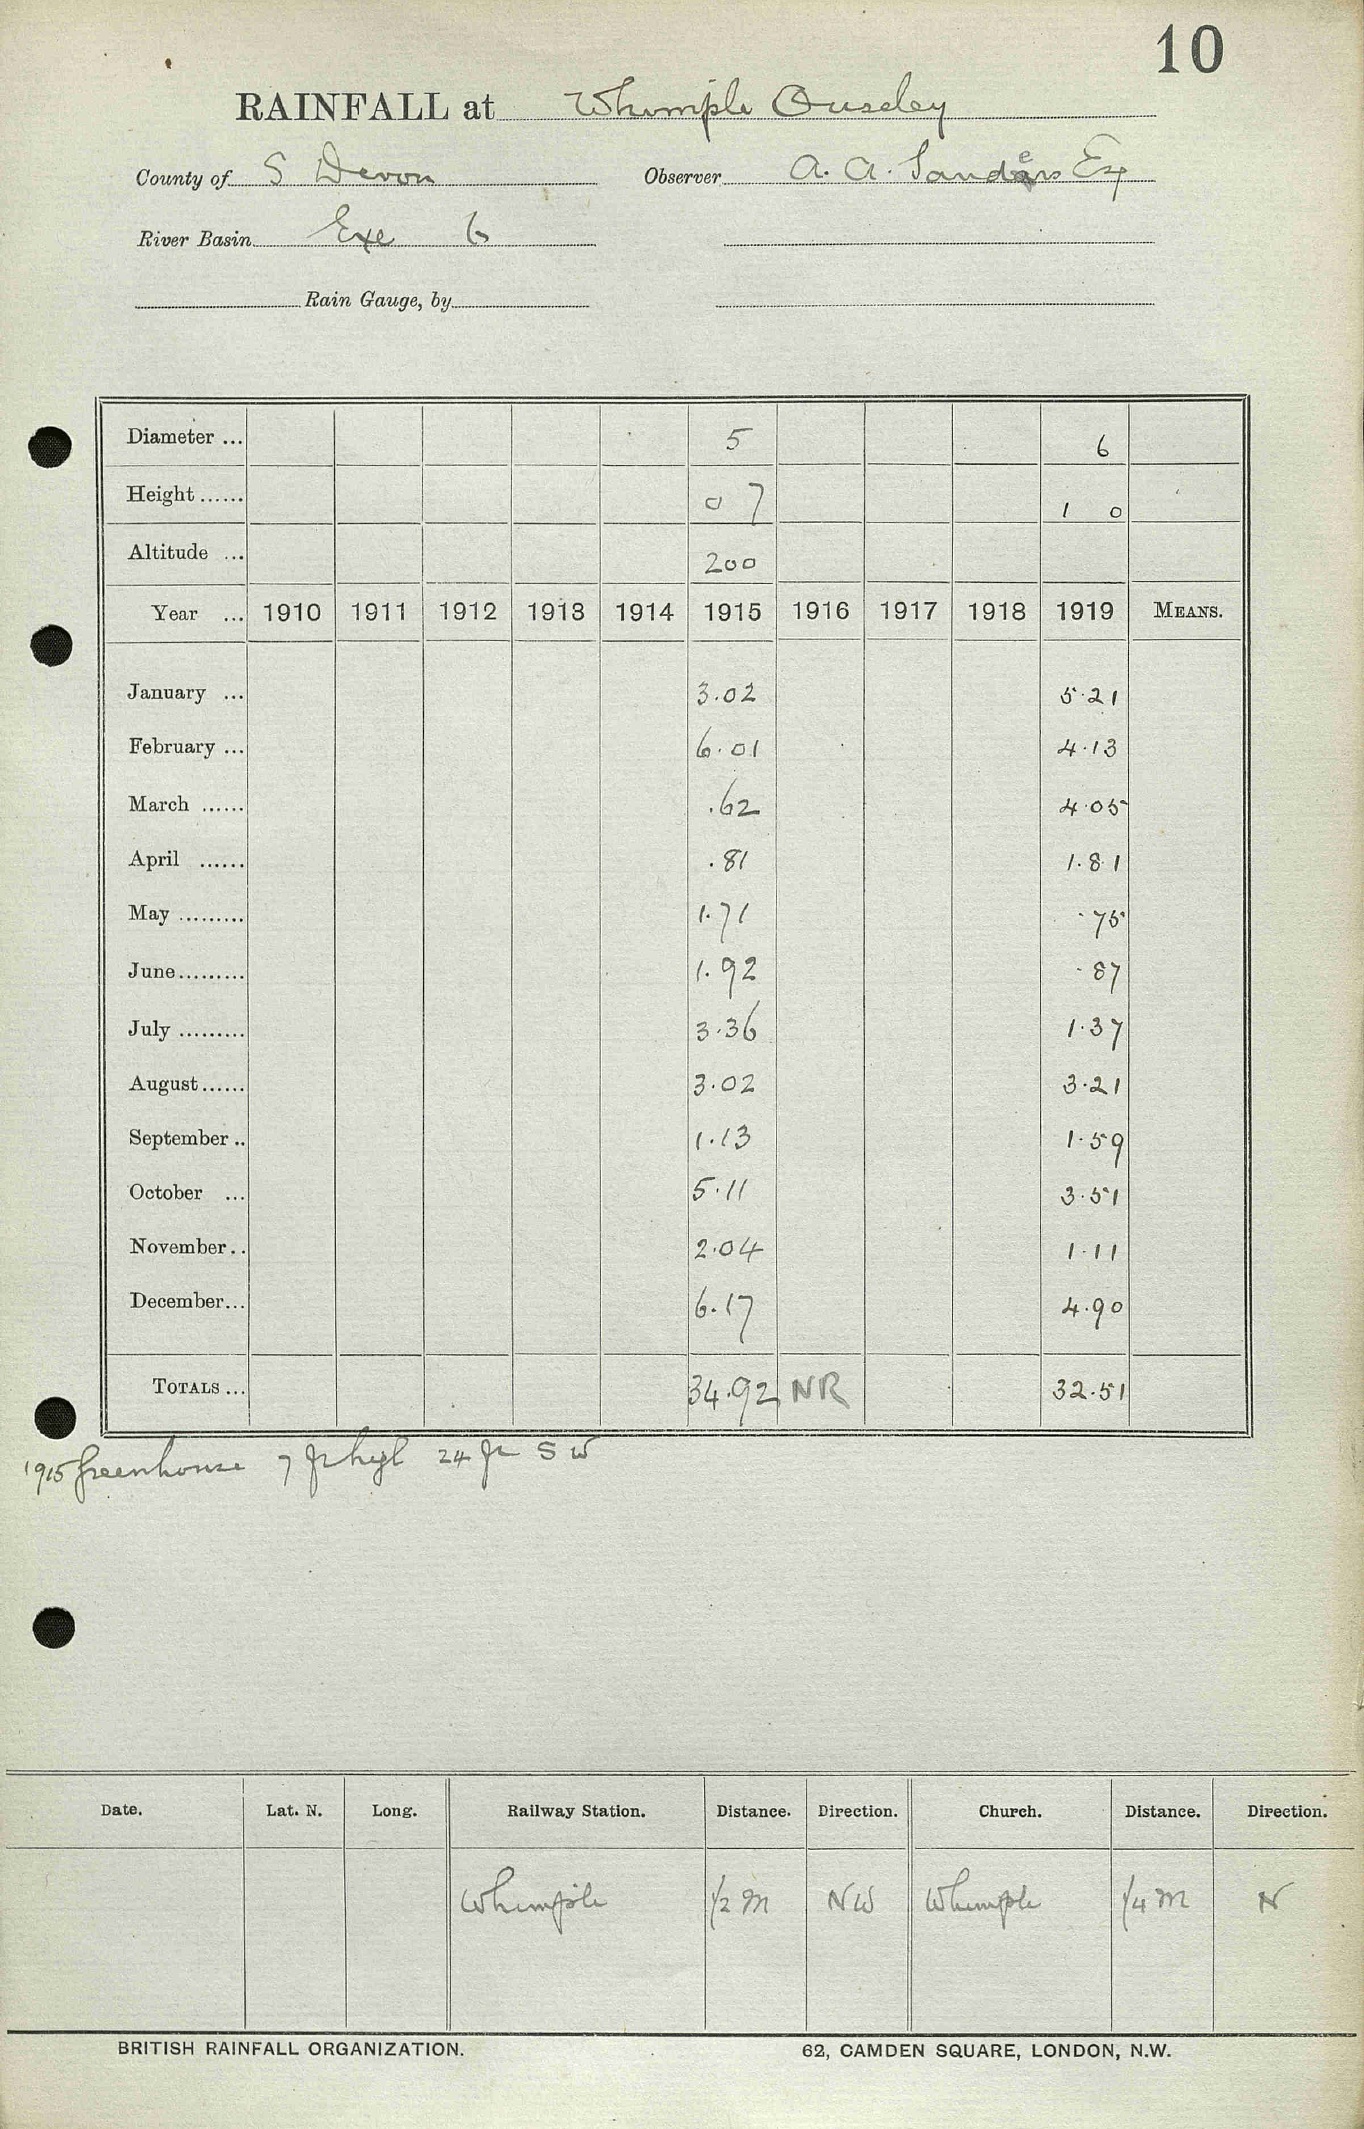 10
RAINFALL at Whimple Ouseley
County of S Devon Observer A. A. Sanders Esq
River Basin Exe 6
Rain Gauge, by
Diameter ... 5 6
Height ...... 0 7 1 0
Altitude ... 200
Year ... 1910 1911 1912 1913 1914 1915 1916 1917 1918 1919 MEANS.
January ... 3.02 5.21
February ... 6.01 4.13
March ...... .62 4.05
April ...... .81 1.81
May ......... 1.71 .75
June......... 1.92 .87
July ......... 3.36 1.37
August...... 3.02 3.21
September .. 1.13 1.59
October ... 5.11 3.51
November.. 2.04 1.11
December... 6.17 4.90
TOTALS ... 34.92 NR 32.51
1915 Greenhouse 7 ft high 24 ft S W
Date. Lat. N. Long. Railway Station. Distance. Direction. Church. Distance. Direction.
Whimple 1/2 M NW Whimple 1/4 M N
BRITISH RAINFALL ORGANIZATION. 62, CAMDEN SQUARE, LONDON, N.W.